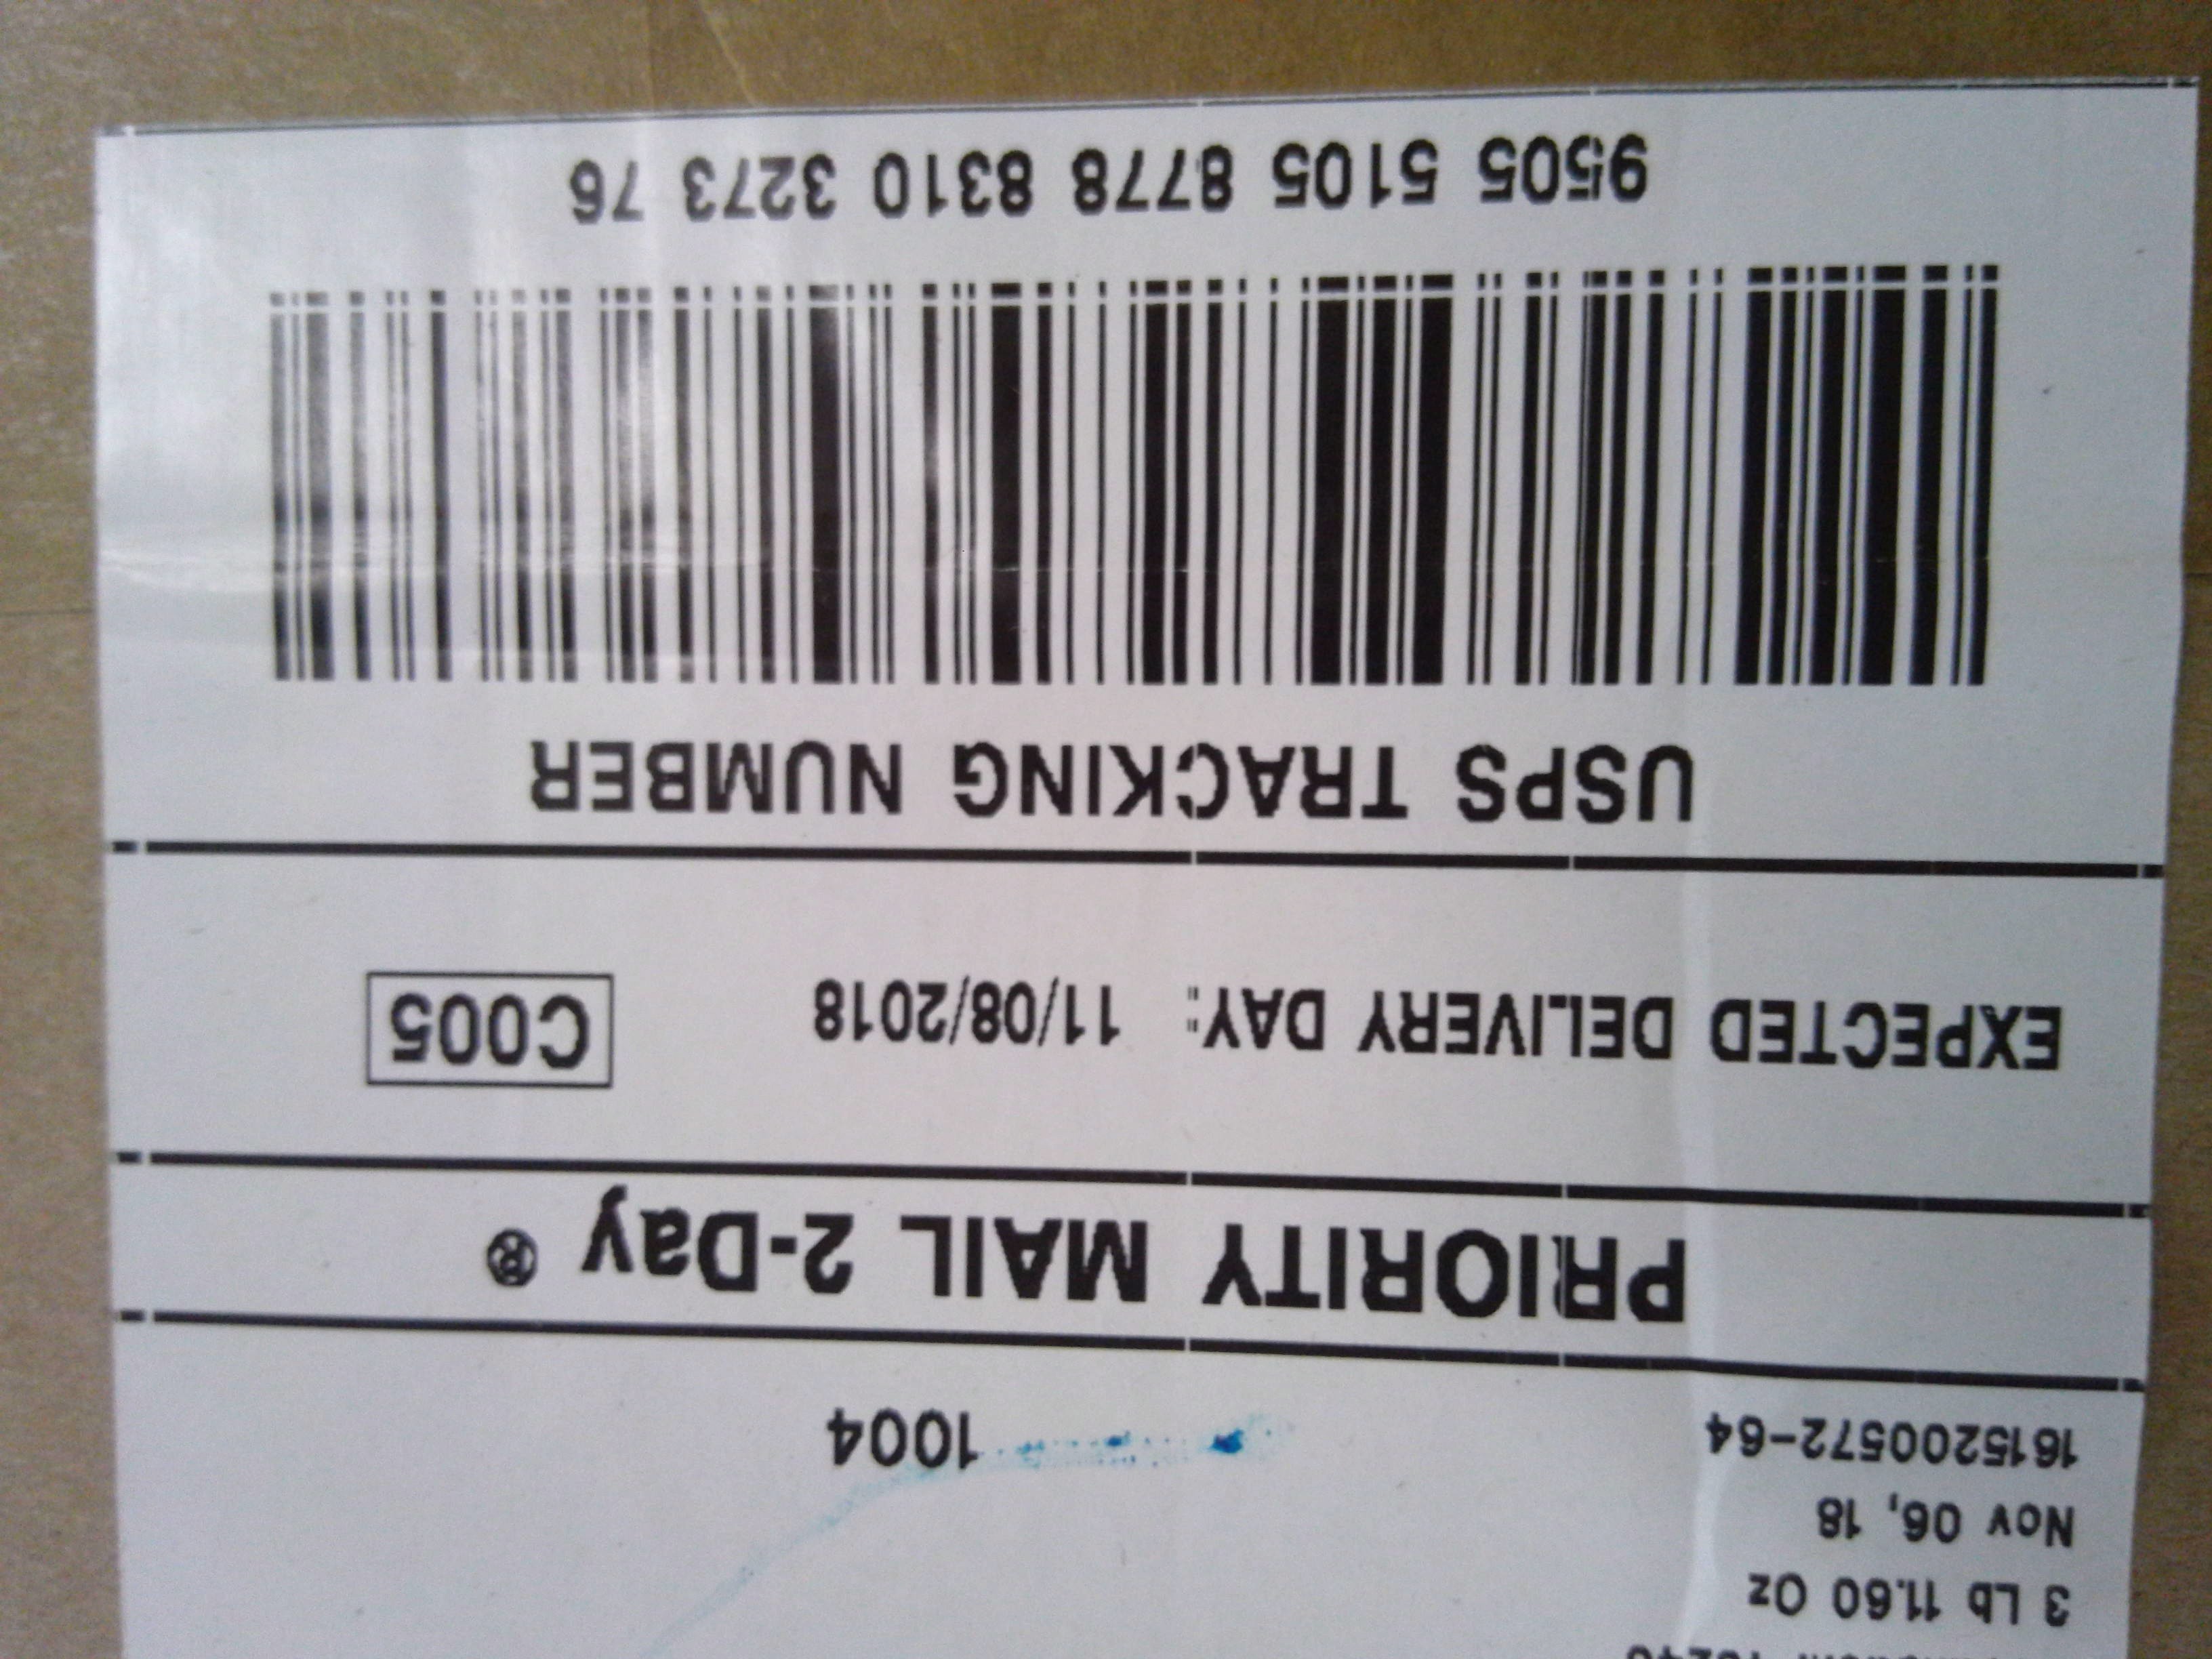 3 Lb 11.60 Oz
Nov 06, 18
1615200572-64
1004
PRIORITY MAIL 2-Day ®
EXPECTED DELIVERY DAY: 11/08/2018
C005
USPS TRACKING NUMBER
9505 5105 8778 8310 3273 76